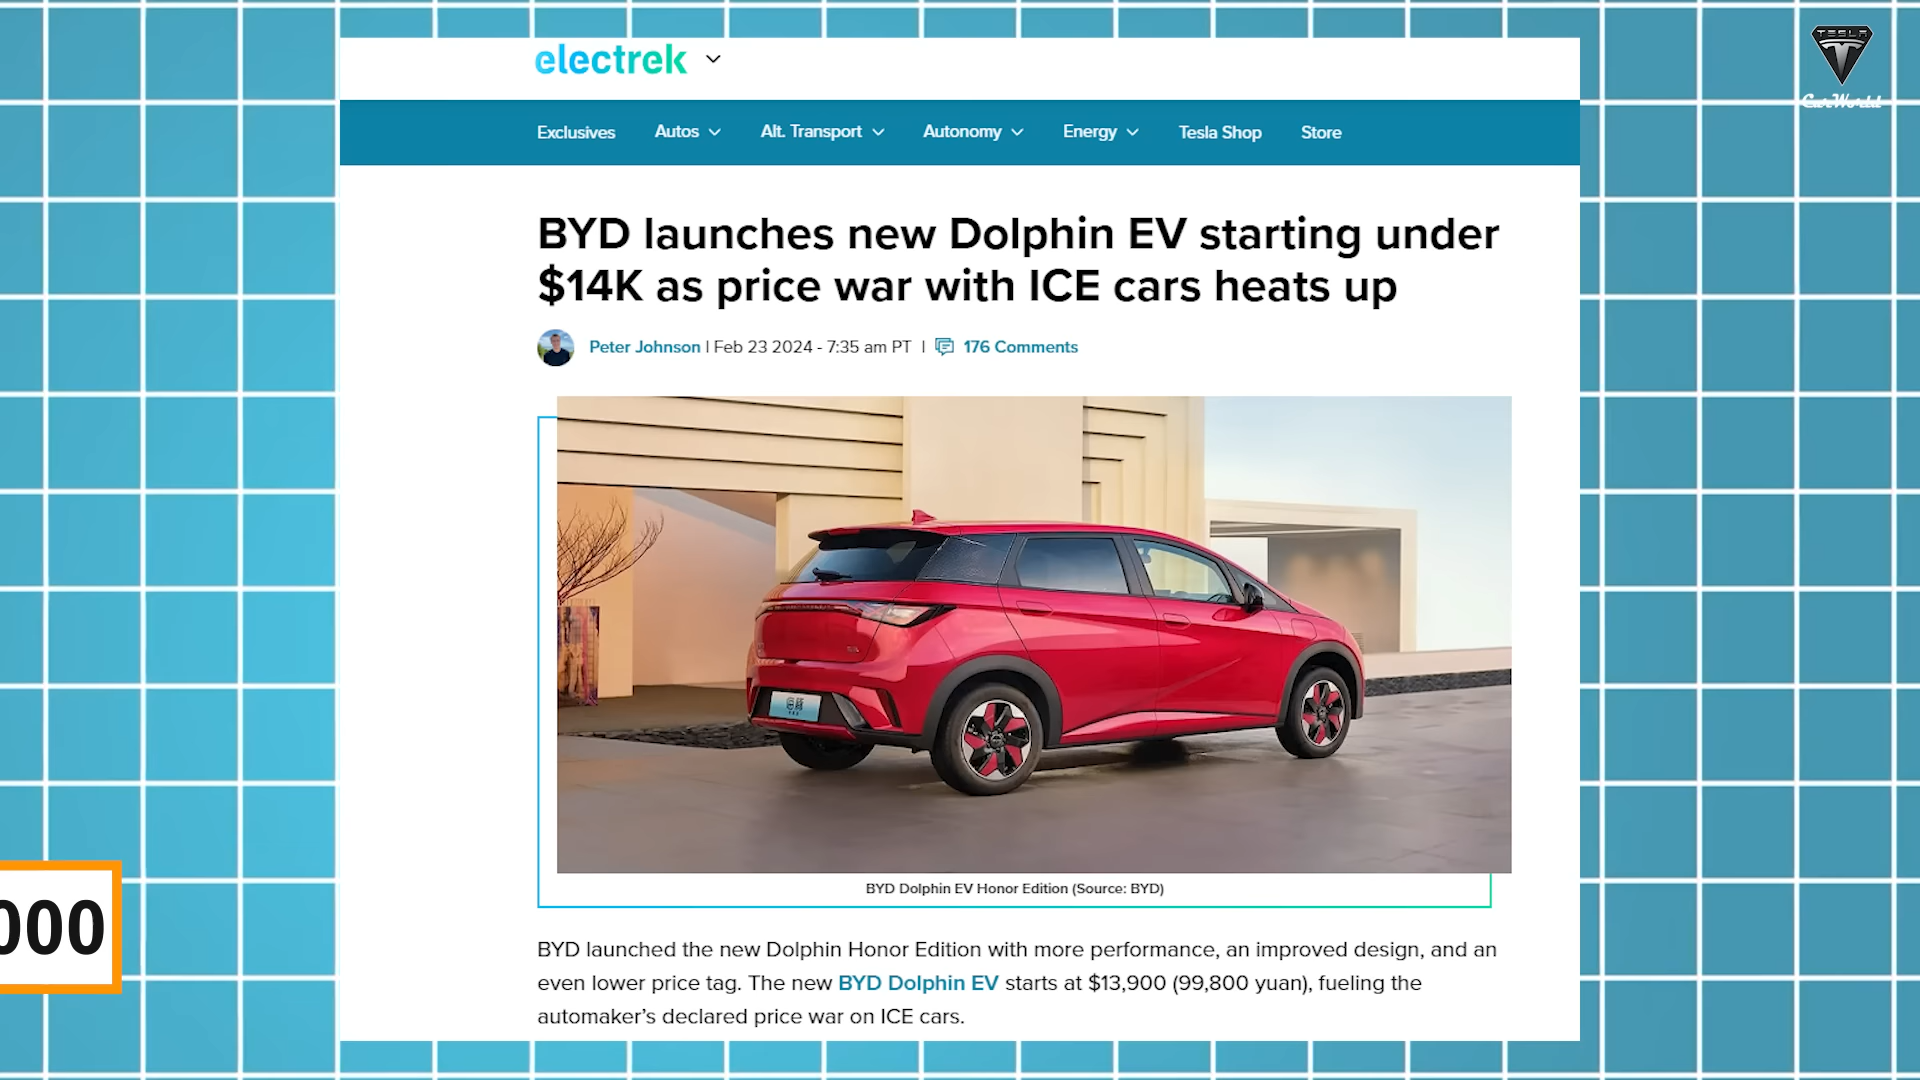 TESLA
CarWorld
electrek
Exclusives
Autos
Alt. Transport
Autonomy
Energy
Tesla Shop
Store
BYD launches new Dolphin EV starting under
$14K as price war with ICE cars heats up
Peter Johnson | Feb 23 2024 - 7:35 am PT | 176 Comments
海豚
BYD Dolphin EV Honor Edition (Source: BYD)
000
BYD launched the new Dolphin Honor Edition with more performance, an improved design, and an
even lower price tag. The new BYD Dolphin EV starts at $13,900 (99,800 yuan), fueling the
automaker’s declared price war on ICE cars.